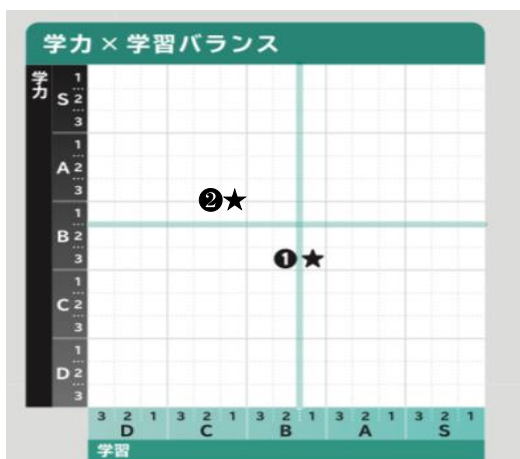 学力×学習バランス
学力
S 1 2 3
A 1 2 3
B 1 2 3
C 1 2 3
D 1 2 3
❷★
❶★
3 2 1 3 2 1 3 2 1 3 2 1 3 2 1
D C B A S
学習